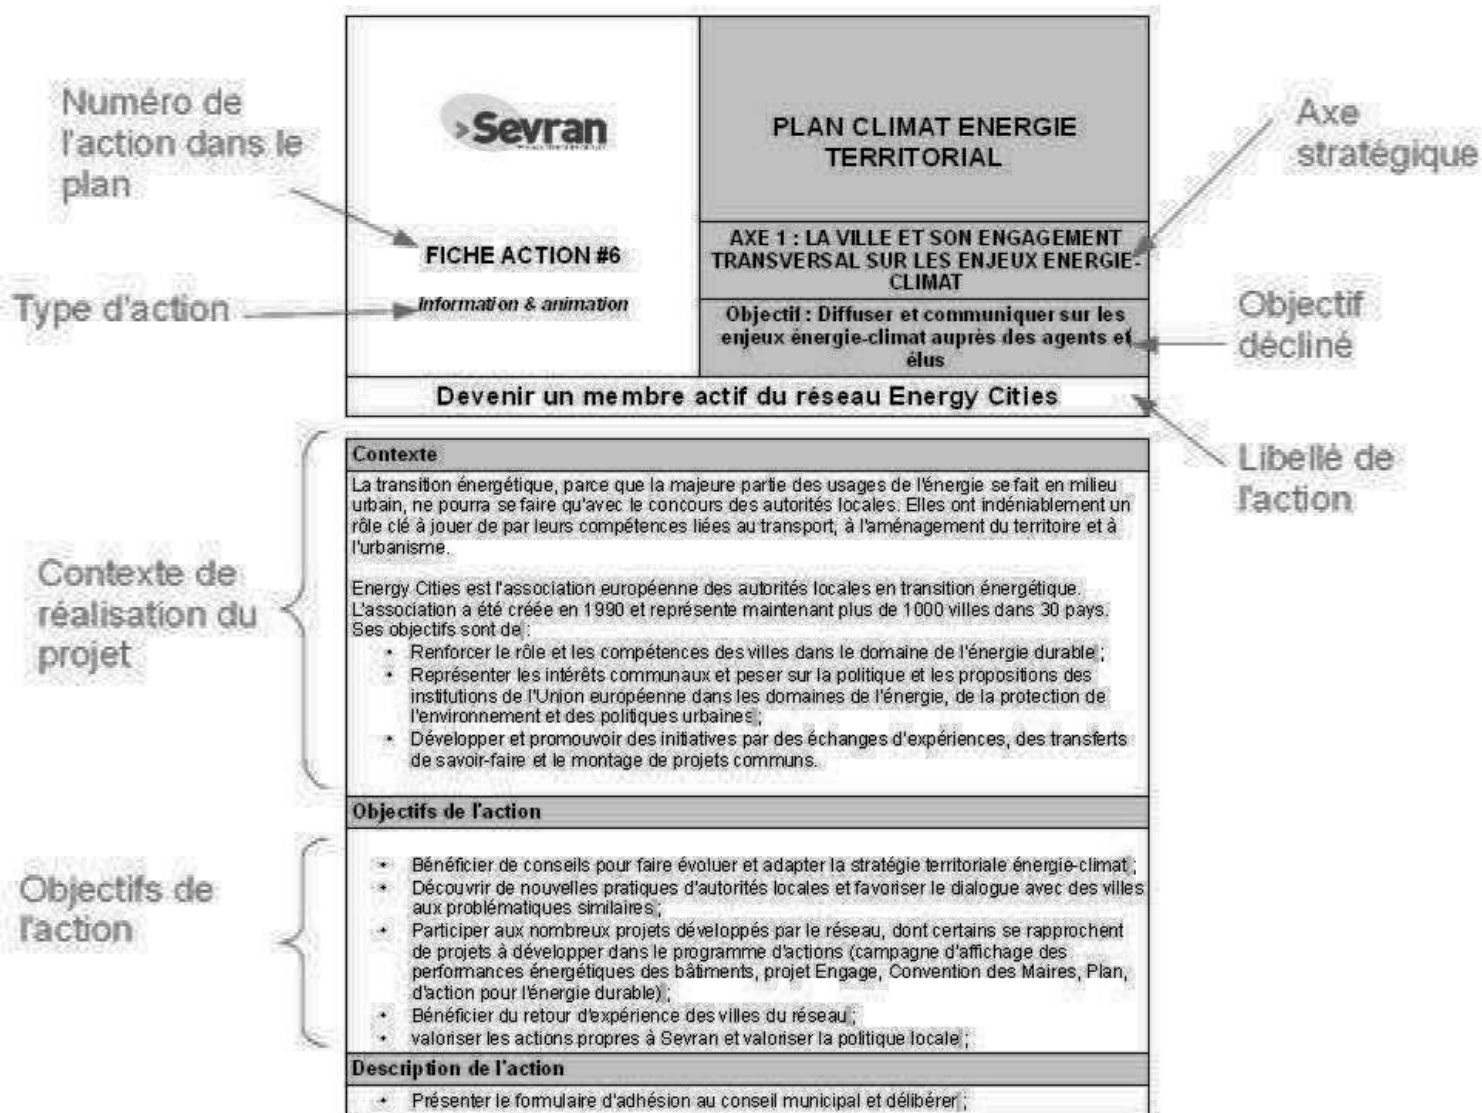 Numéro de
l'action dans le
plan
Type d'action
>Sevran
FICHE ACTION #6
Information & animation
PLAN CLIMAT ENERGIE
TERRITORIAL
AXE 1 : LA VILLE ET SON ENGAGEMENT
TRANSVERSAL SUR LES ENJEUX ENERGIE-
CLIMAT
Objectif : Diffuser et communiquer sur les
enjeux énergie-climat auprès des agents et
élus
Axe
stratégique
Objectif
décliné
Devenir un membre actif du réseau Energy Cities
Libellé de
l'action
Contexte de
réalisation du
projet
Contexte
La transition énergétique, parce que la majeure partie des usages de l'énergie se fait en milieu
urbain, ne pourra se faire qu'avec le concours des autorités locales. Elles ont indéniablement un
rôle clé à jouer de par leurs compétences liées au transport, à l'aménagement du territoire et à
l'urbanisme.
Energy Cities est l'association européenne des autorités locales en transition énergétique.
L'association a été créée en 1990 et représente maintenant plus de 1000 villes dans 30 pays.
Ses objectifs sont de :
• Renforcer le rôle et les compétences des villes dans le domaine de l'énergie durable ;
• Représenter les intérêts communaux et peser sur la politique et les propositions des
institutions de l'Union européenne dans les domaines de l'énergie, de la protection de
l'environnement et des politiques urbaines ;
• Développer et promouvoir des initiatives par des échanges d'expériences, des transferts
de savoir-faire et le montage de projets communs.
Objectifs de
l'action
Objectifs de l'action
• Bénéficier de conseils pour faire évoluer et adapter la stratégie territoriale énergie-climat ;
• Découvrir de nouvelles pratiques d'autorités locales et favoriser le dialogue avec des villes
aux problématiques similaires ;
• Participer aux nombreux projets développés par le réseau, dont certains se rapprochent
de projets à développer dans le programme d'actions (campagne d'affichage des
performances énergétiques des bâtiments, projet Engage, Convention des Maires, Plan,
d'action pour l'énergie durable) ;
• Bénéficier du retour d'expérience des villes du réseau ;
• valoriser les actions propres à Sevran et valoriser la politique locale ;
Description de l'action
• Présenter le formulaire d'adhésion au conseil municipal et délibérer ;